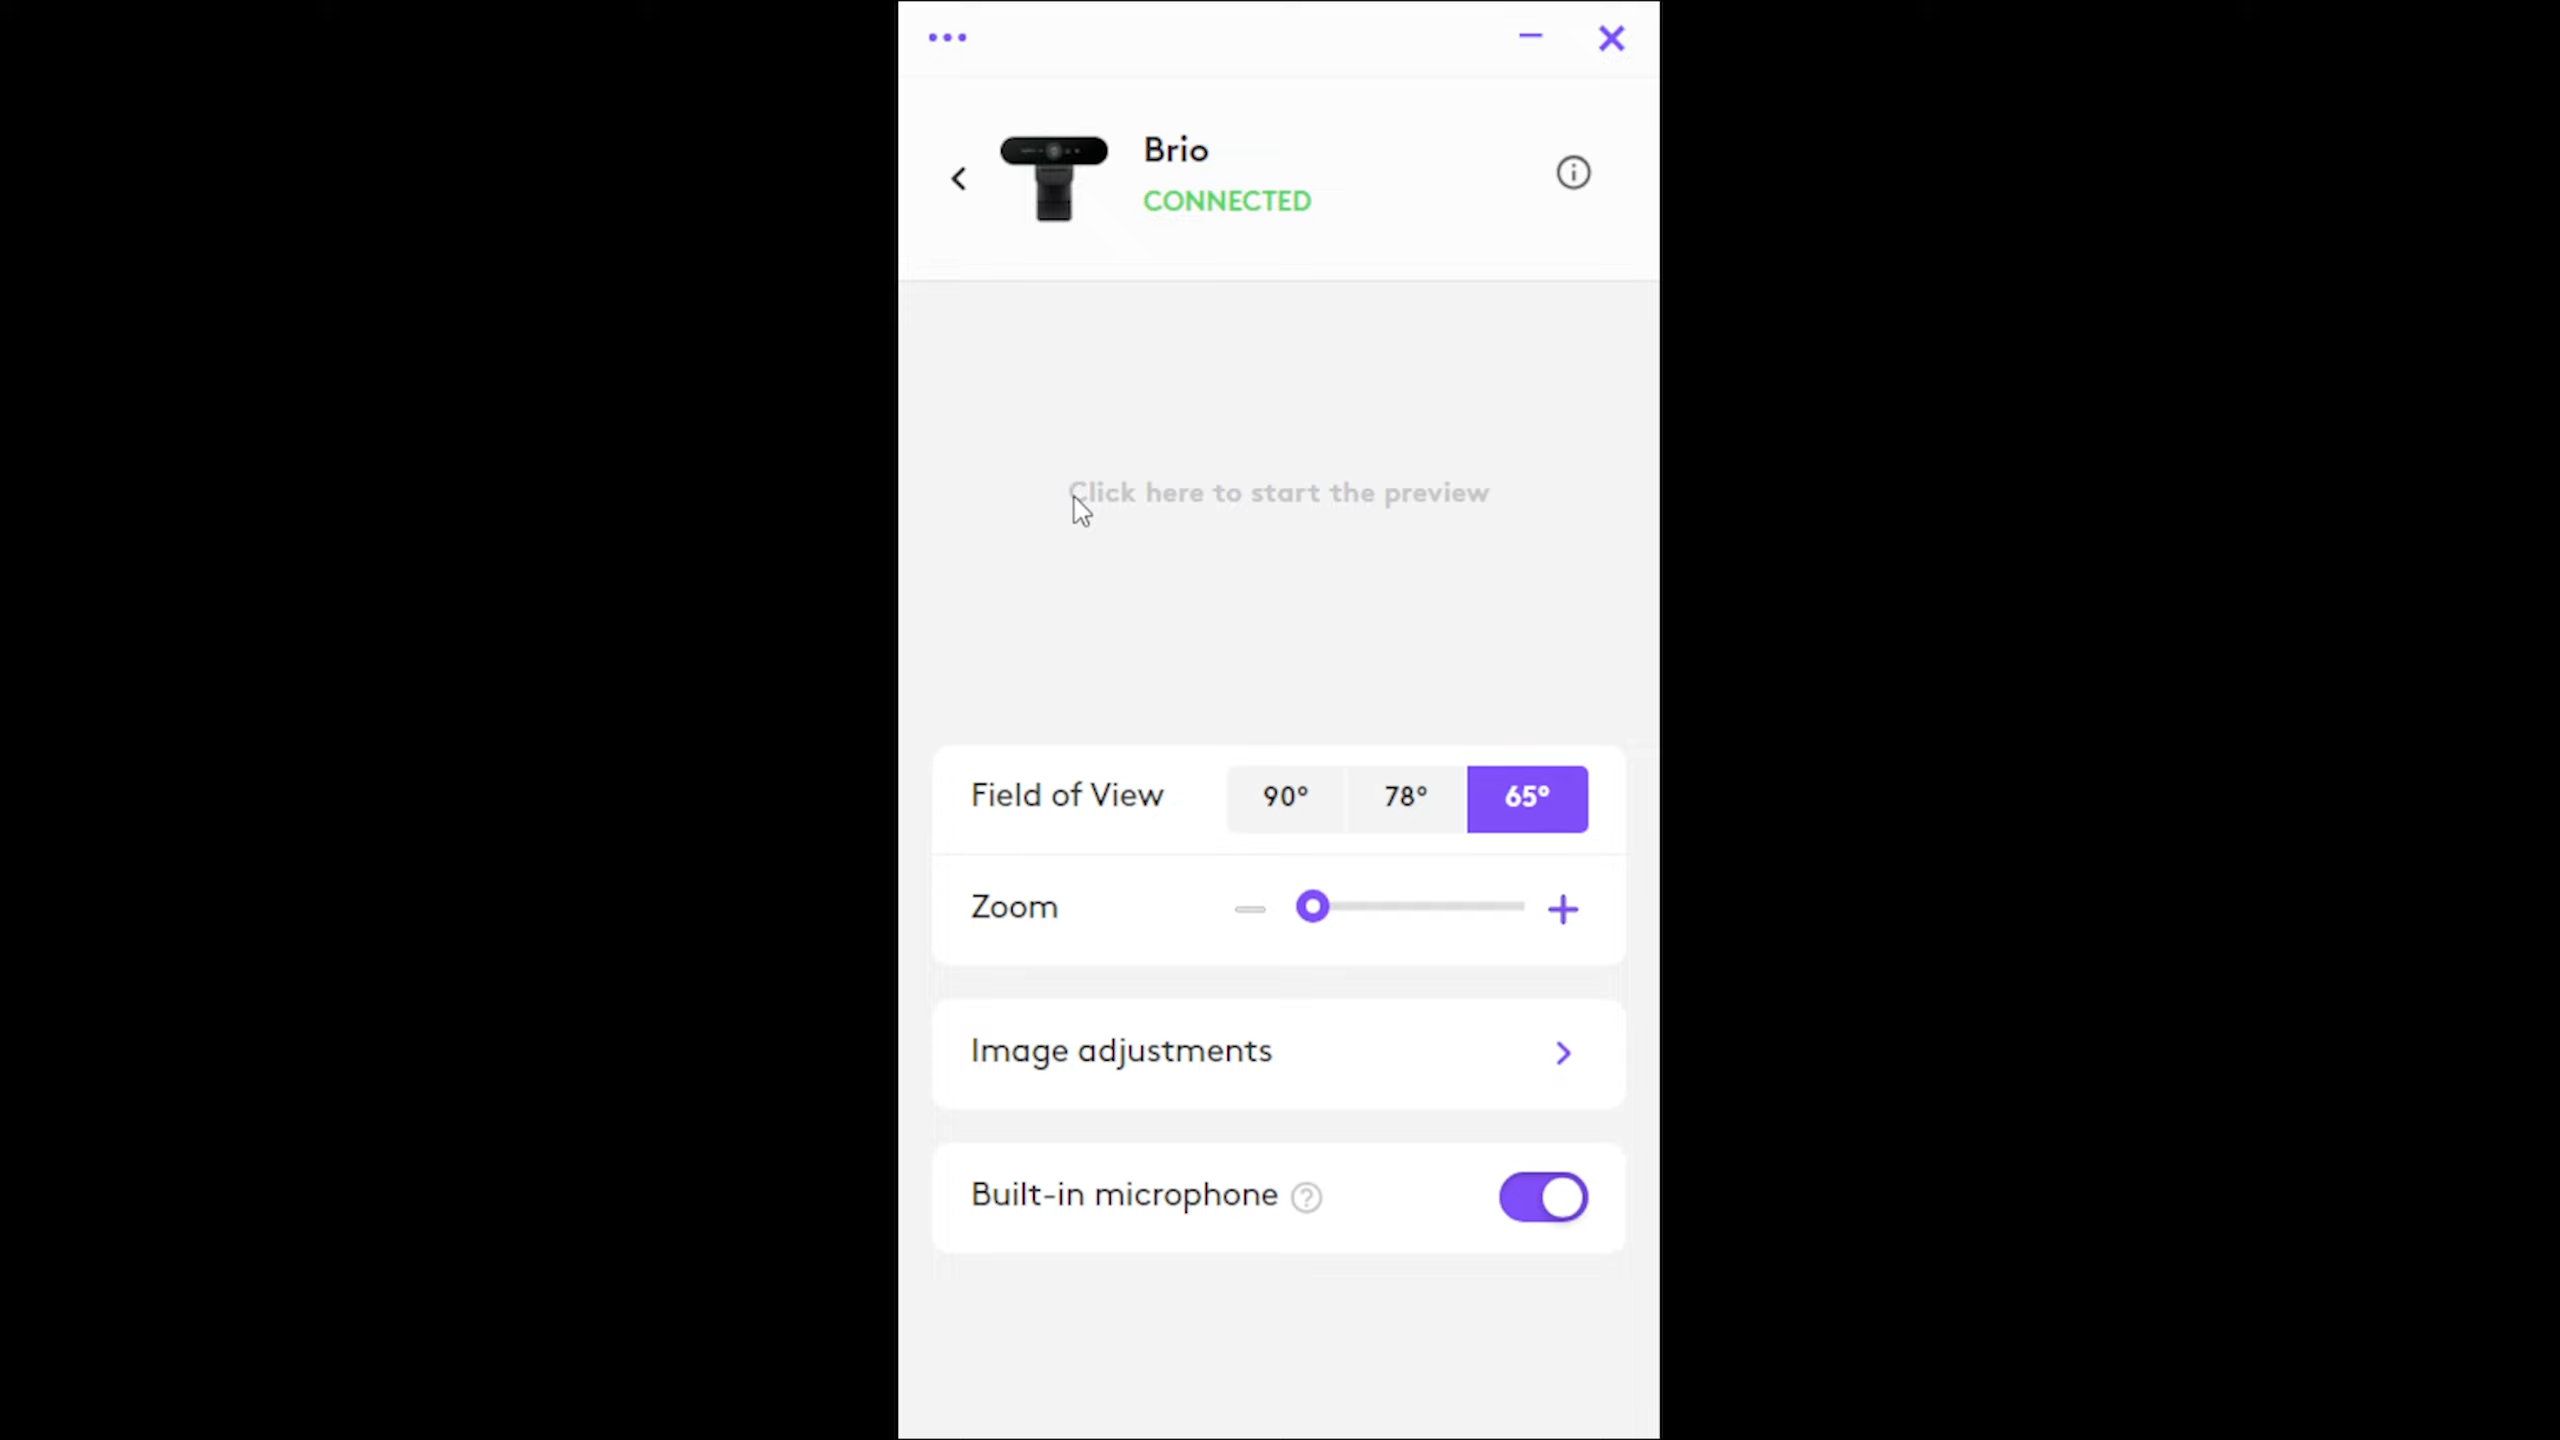 Brio
CONNECTED
Click here to start the preview
Field of View 90° 78° 65°
Zoom
Image adjustments
Built-in microphone